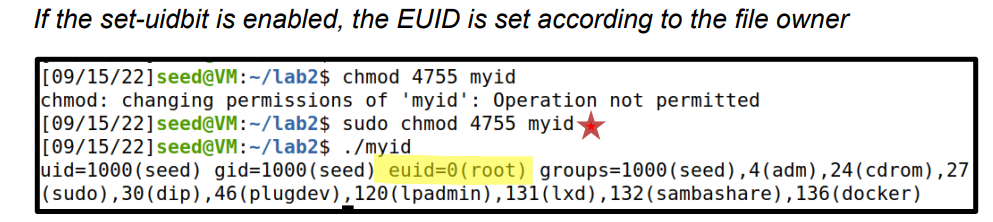 If the set-uidbit is enabled, the EUID is set according to the file owner
[09/15/22]seed@VM:~/lab2$ chmod 4755 myid
chmod: changing permissions of 'myid': Operation not permitted
[09/15/22]seed@VM:~/lab2$ sudo chmod 4755 myid
[09/15/22]seed@VM:~/lab2$ ./myid
uid=1000(seed) gid=1000(seed) euid=0(root) groups=1000(seed),4(adm),24(cdrom),27
(sudo),30(dip),46(plugdev),120(lpadmin),131(lxd),132(sambashare),136(docker)